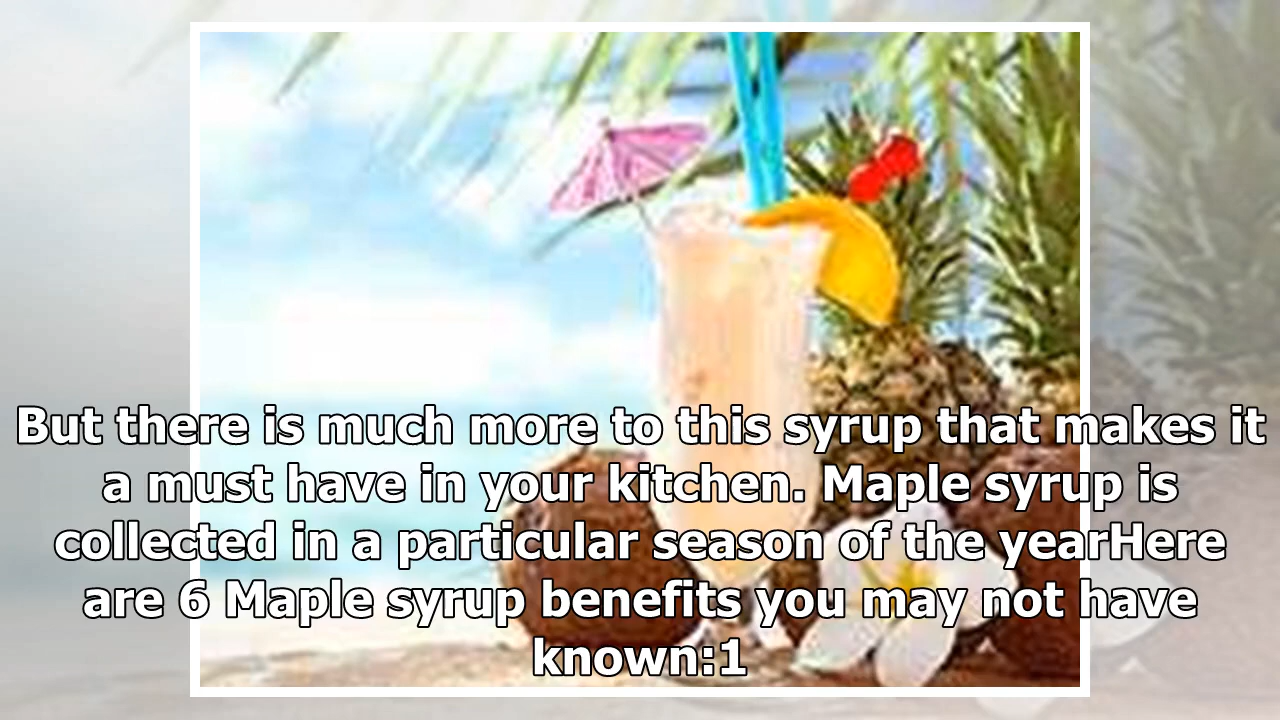 But there is much more to this syrup that makes it
a must have in your kitchen. Maple syrup is
collected in a particular season of the yearHere
are 6 Maple syrup benefits you may not have
known:1